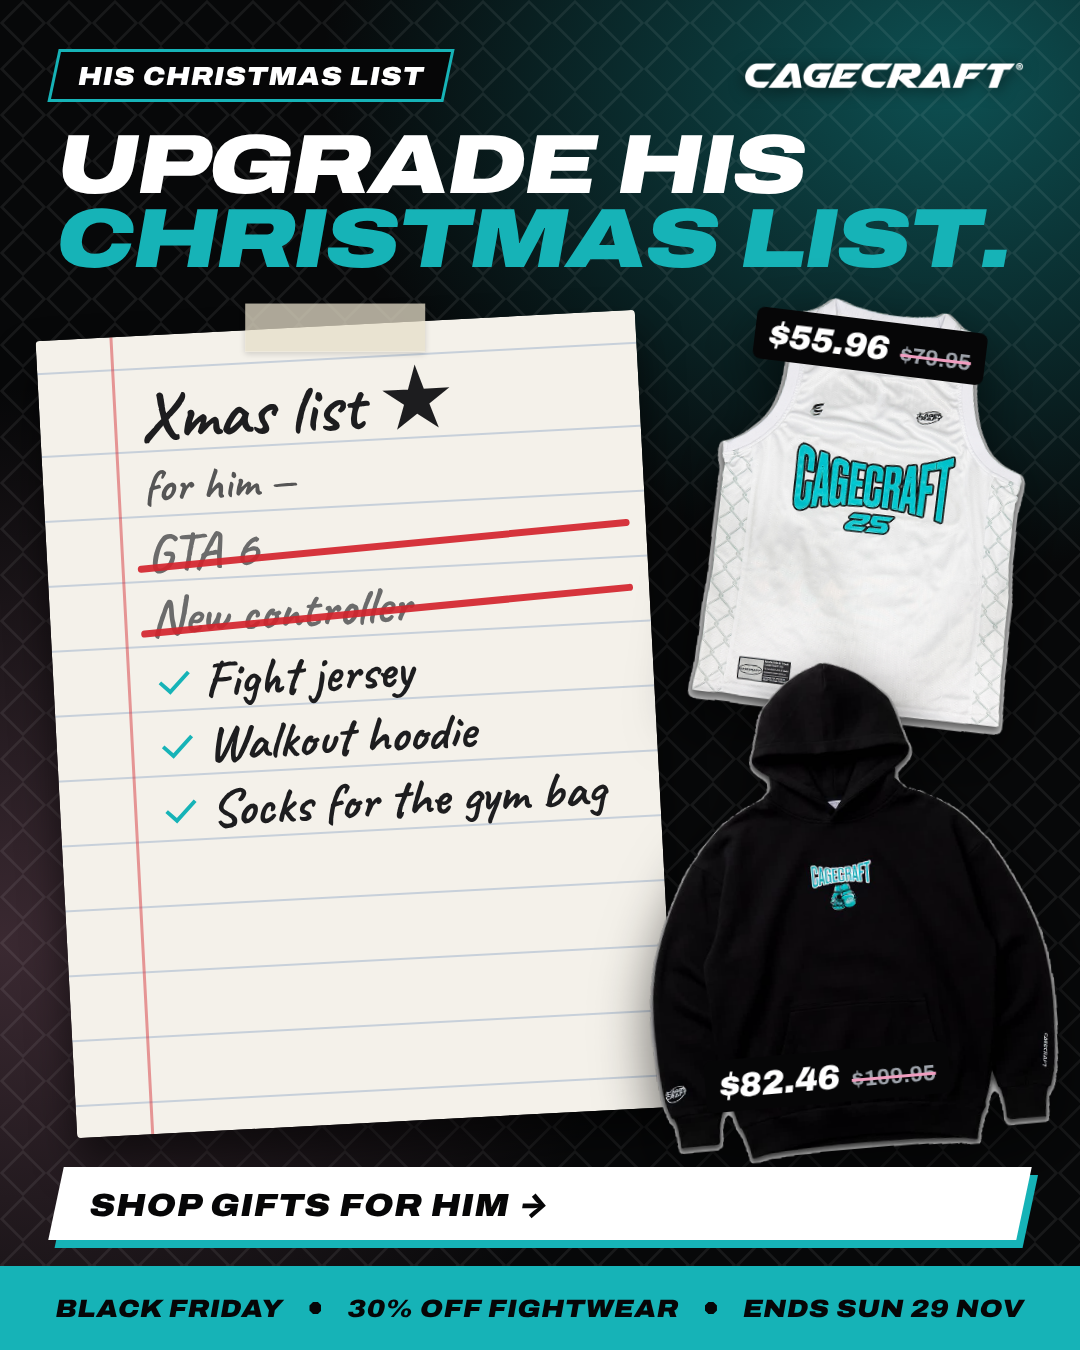 HIS CHRISTMAS LIST
CAGECRAFT®
UPGRADE HIS
CHRISTMAS LIST.
Xmas list ★
for him —
GTA 6
New controller
✓ Fight jersey
✓ Walkout hoodie
✓ Socks for the gym bag
$55.96 $79.95
CAGECRAFT
25
CAGECRAFT
$82.46 $109.95
SHOP GIFTS FOR HIM →
BLACK FRIDAY • 30% OFF FIGHTWEAR • ENDS SUN 29 NOV